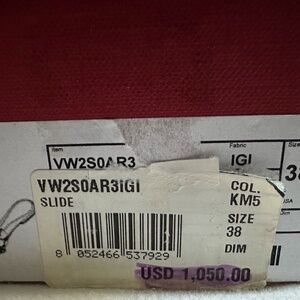 Item
Fabric
Size
VW2S0AR3
IGI
38
VW2S0AR3IGI
SLIDE
COL.
KM5
SIZE
38
DIM
8 052466 537929
USD 1,050.00